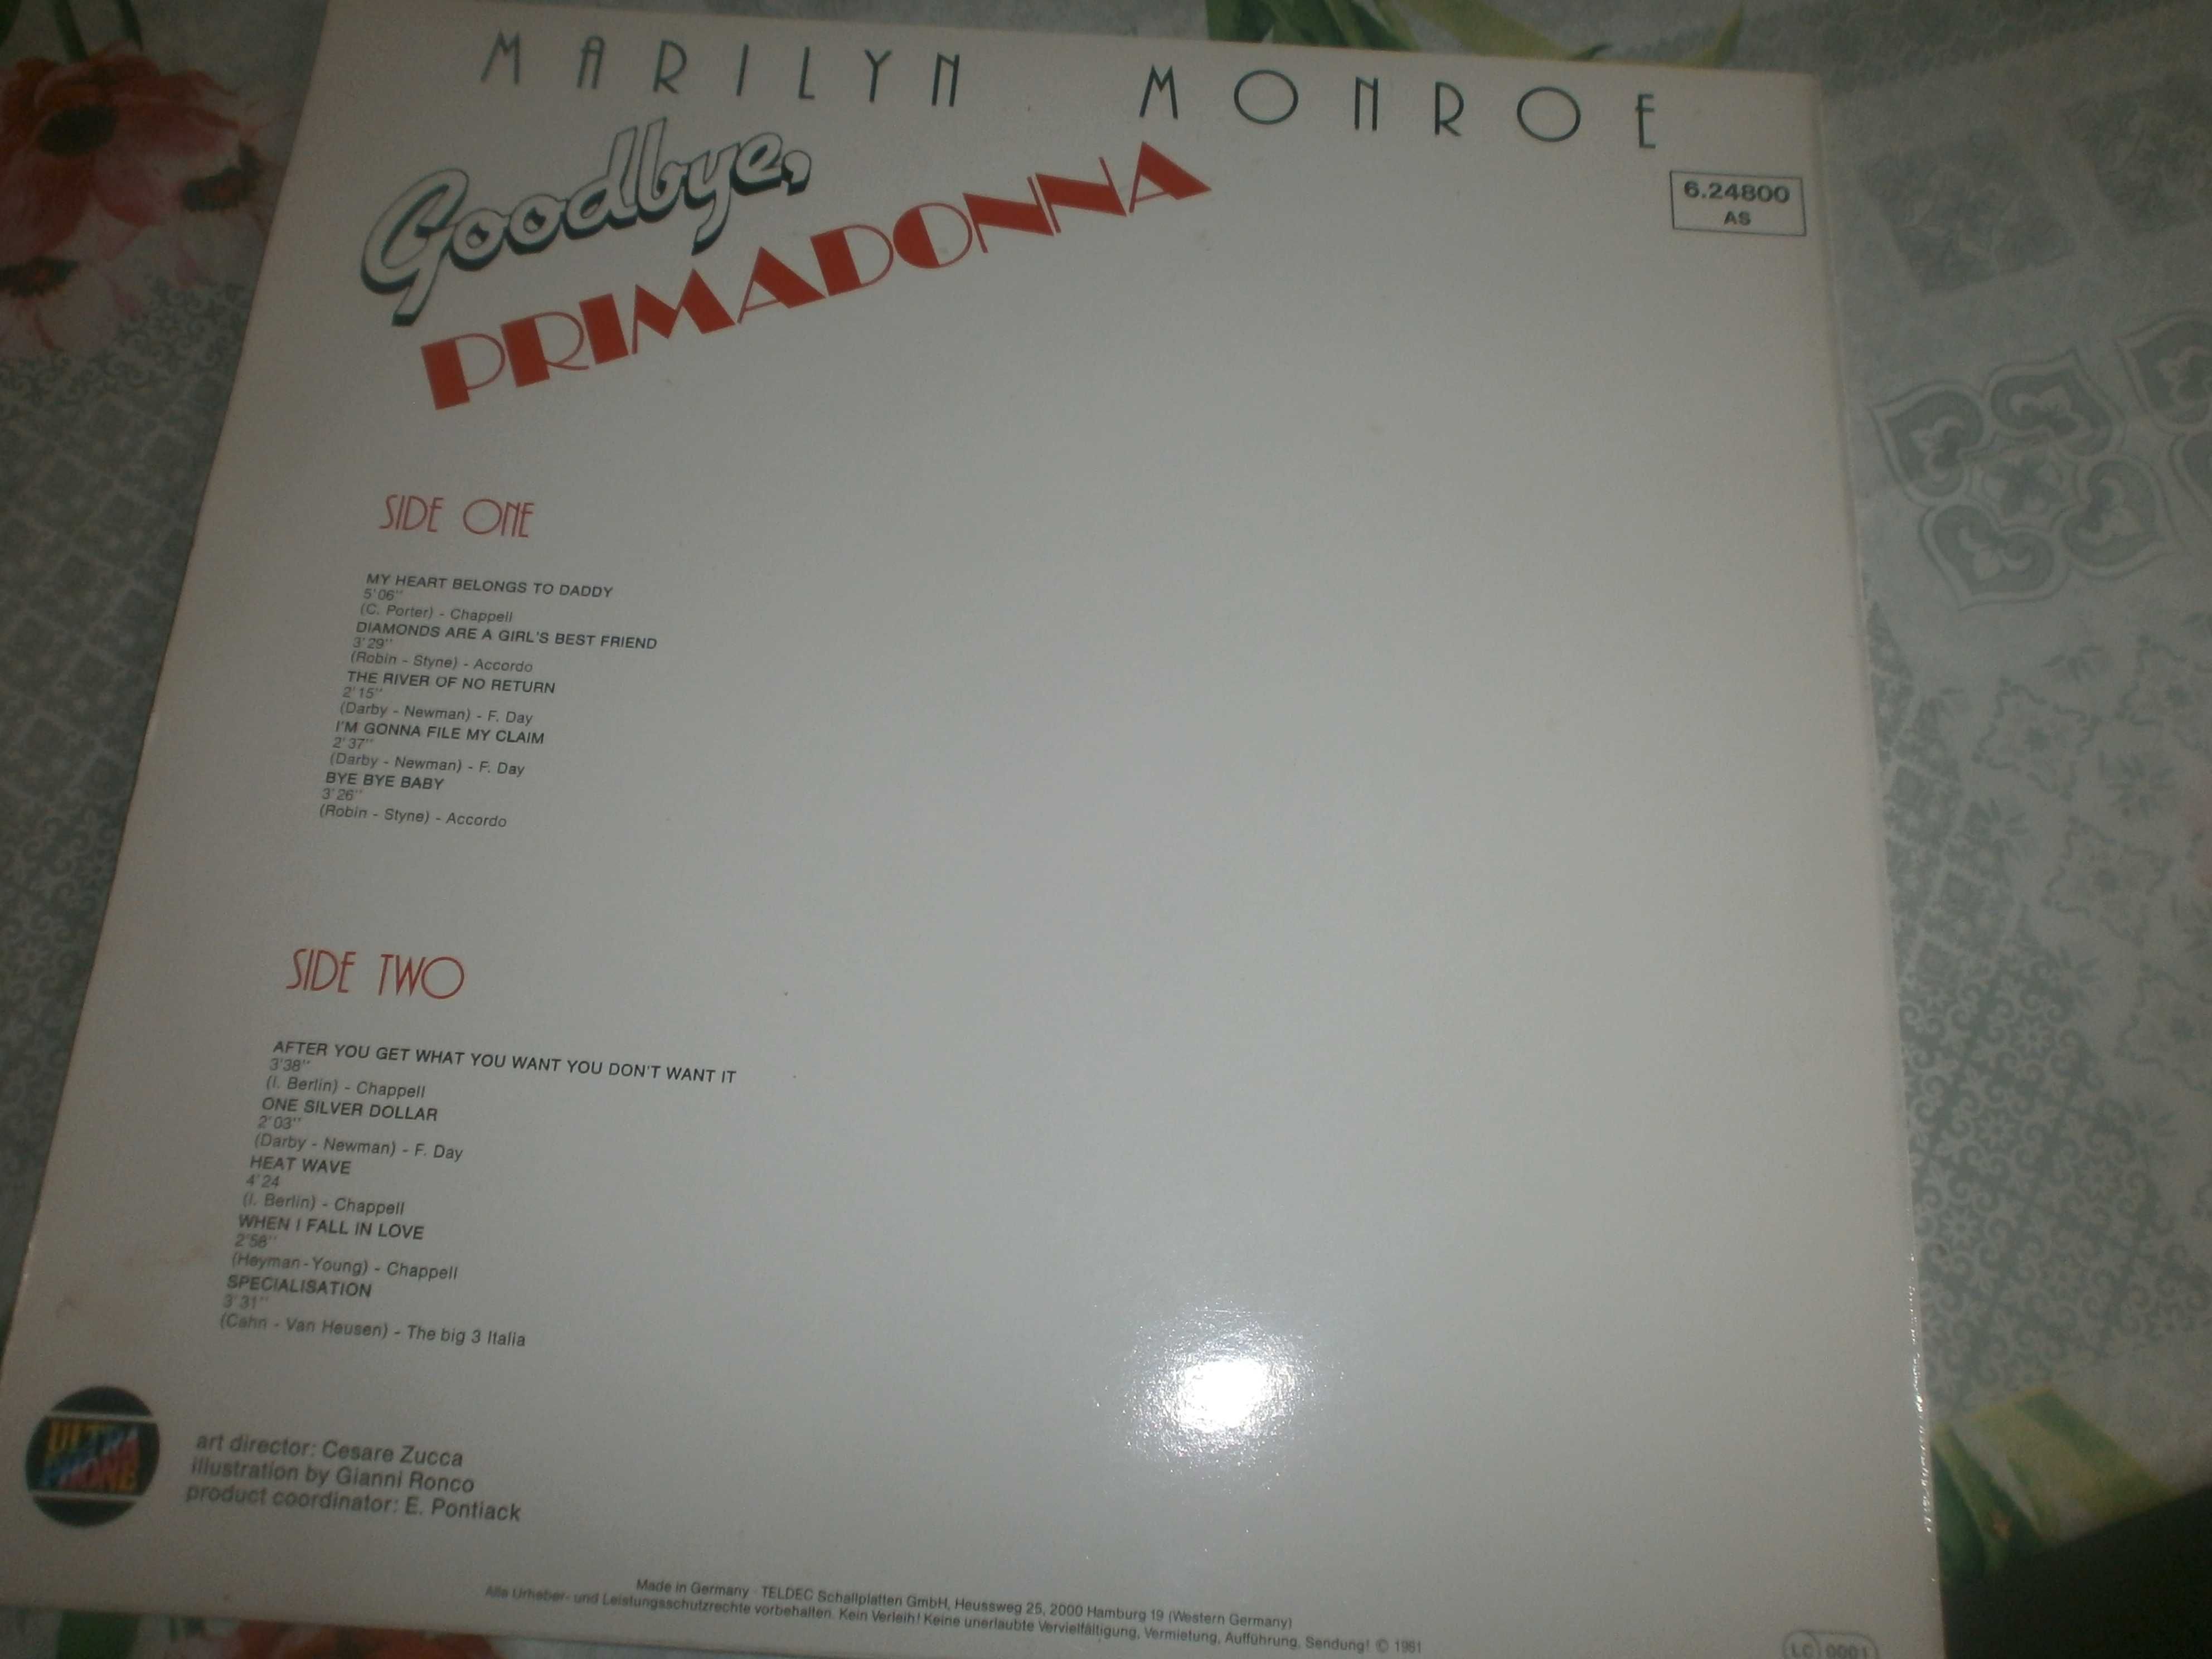 MARILYN MONROE
Goodbye,
PRIMADONNA
6.24800
AS
SIDE ONE
MY HEART BELONGS TO DADDY
5'06''
(C. Porter) - Chappell
DIAMONDS ARE A GIRL'S BEST FRIEND
3'29''
(Robin - Styne) - Accordo
THE RIVER OF NO RETURN
2'15''
(Darby - Newman) - F. Day
I'M GONNA FILE MY CLAIM
2'37''
(Darby - Newman) - F. Day
BYE BYE BABY
3'26''
(Robin - Styne) - Accordo
SIDE TWO
AFTER YOU GET WHAT YOU WANT YOU DON'T WANT IT
3'38''
(I. Berlin) - Chappell
ONE SILVER DOLLAR
2'03''
(Darby - Newman) - F. Day
HEAT WAVE
4'24
(I. Berlin) - Chappell
WHEN I FALL IN LOVE
2'58''
(Heyman - Young) - Chappell
SPECIALISATION
3'31''
(Cahn - Van Heusen) - The big 3 Italia
ULTRA
PHONE
art director: Cesare Zucca
illustration by Gianni Ronco
product coordinator: E. Pontiack
Made in Germany · TELDEC Schallplatten GmbH, Heussweg 25, 2000 Hamburg 19 (Western Germany)
Alle Urheber- und Leistungsschutzrechte vorbehalten. Kein Verleih! Keine unerlaubte Vervielfältigung, Vermietung, Aufführung, Sendung! © 1981
LC 0001